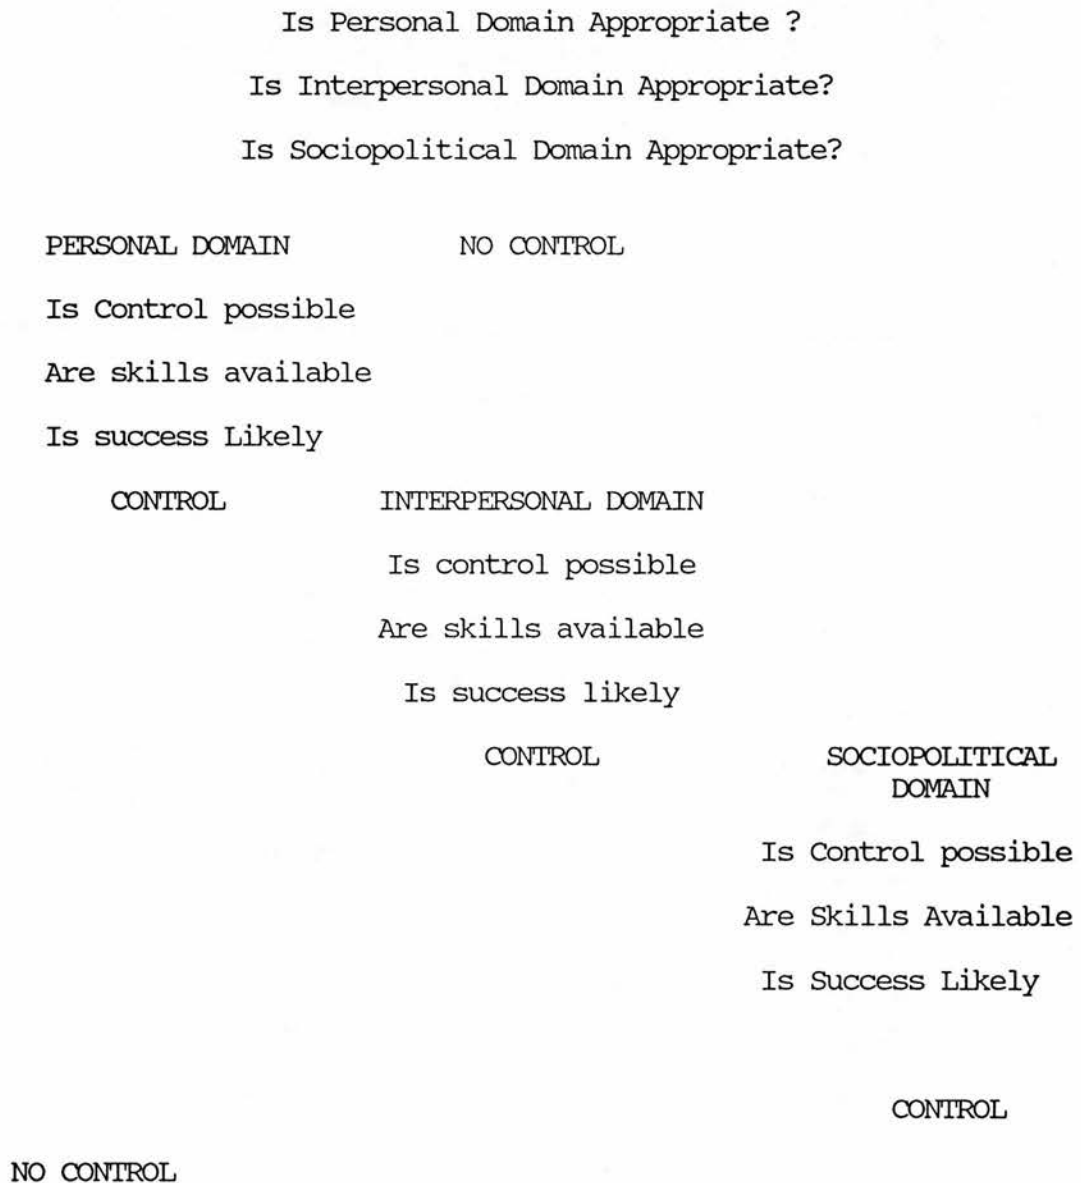 Is Personal Domain Appropriate ?
Is Interpersonal Domain Appropriate?
Is Sociopolitical Domain Appropriate?
PERSONAL DOMAIN NO CONTROL
Is Control possible
Are skills available
Is success Likely
CONTROL INTERPERSONAL DOMAIN
Is control possible
Are skills available
Is success likely
CONTROL SOCIOPOLITICAL
DOMAIN
Is Control possible
Are Skills Available
Is Success Likely
CONTROL
NO CONTROL